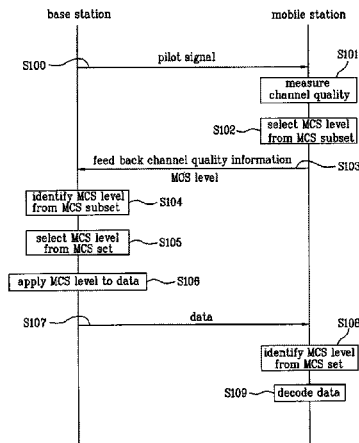 base station
mobile station
pilot signal
S100
S101
measure
channel quality
S102
select MCS level
from MCS subset
feed back channel quality information
S103
MCS level
identify MCS level
from MCS subset
S104
select MCS level
from MCS set
S105
apply MCS level to data
S106
S107
data
S108
identify MCS level
from MCS set
S109
decode data